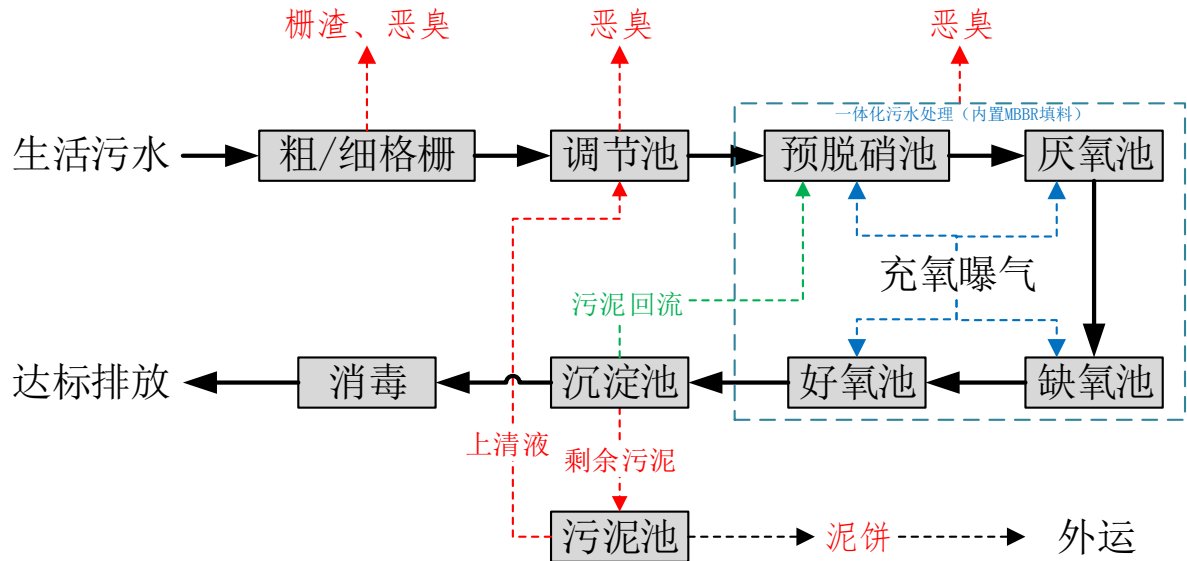 栅渣、恶臭
恶臭
恶臭
一体化污水处理（内置MBBR填料）
生活污水
粗/细格栅
调节池
预脱硝池
厌氧池
充氧曝气
污泥回流
达标排放
消毒
沉淀池
好氧池
缺氧池
上清液
剩余污泥
污泥池
泥饼
外运